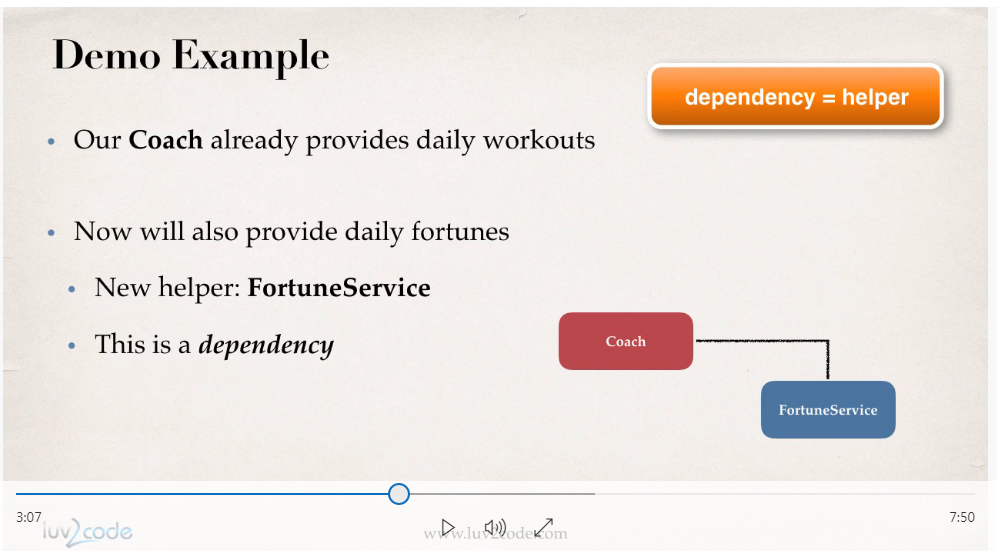 Demo Example
dependency = helper
• Our Coach already provides daily workouts
• Now will also provide daily fortunes
• New helper: FortuneService
• This is a dependency
Coach
FortuneService
3:07
7:50
luv2code
www.luv2code.com